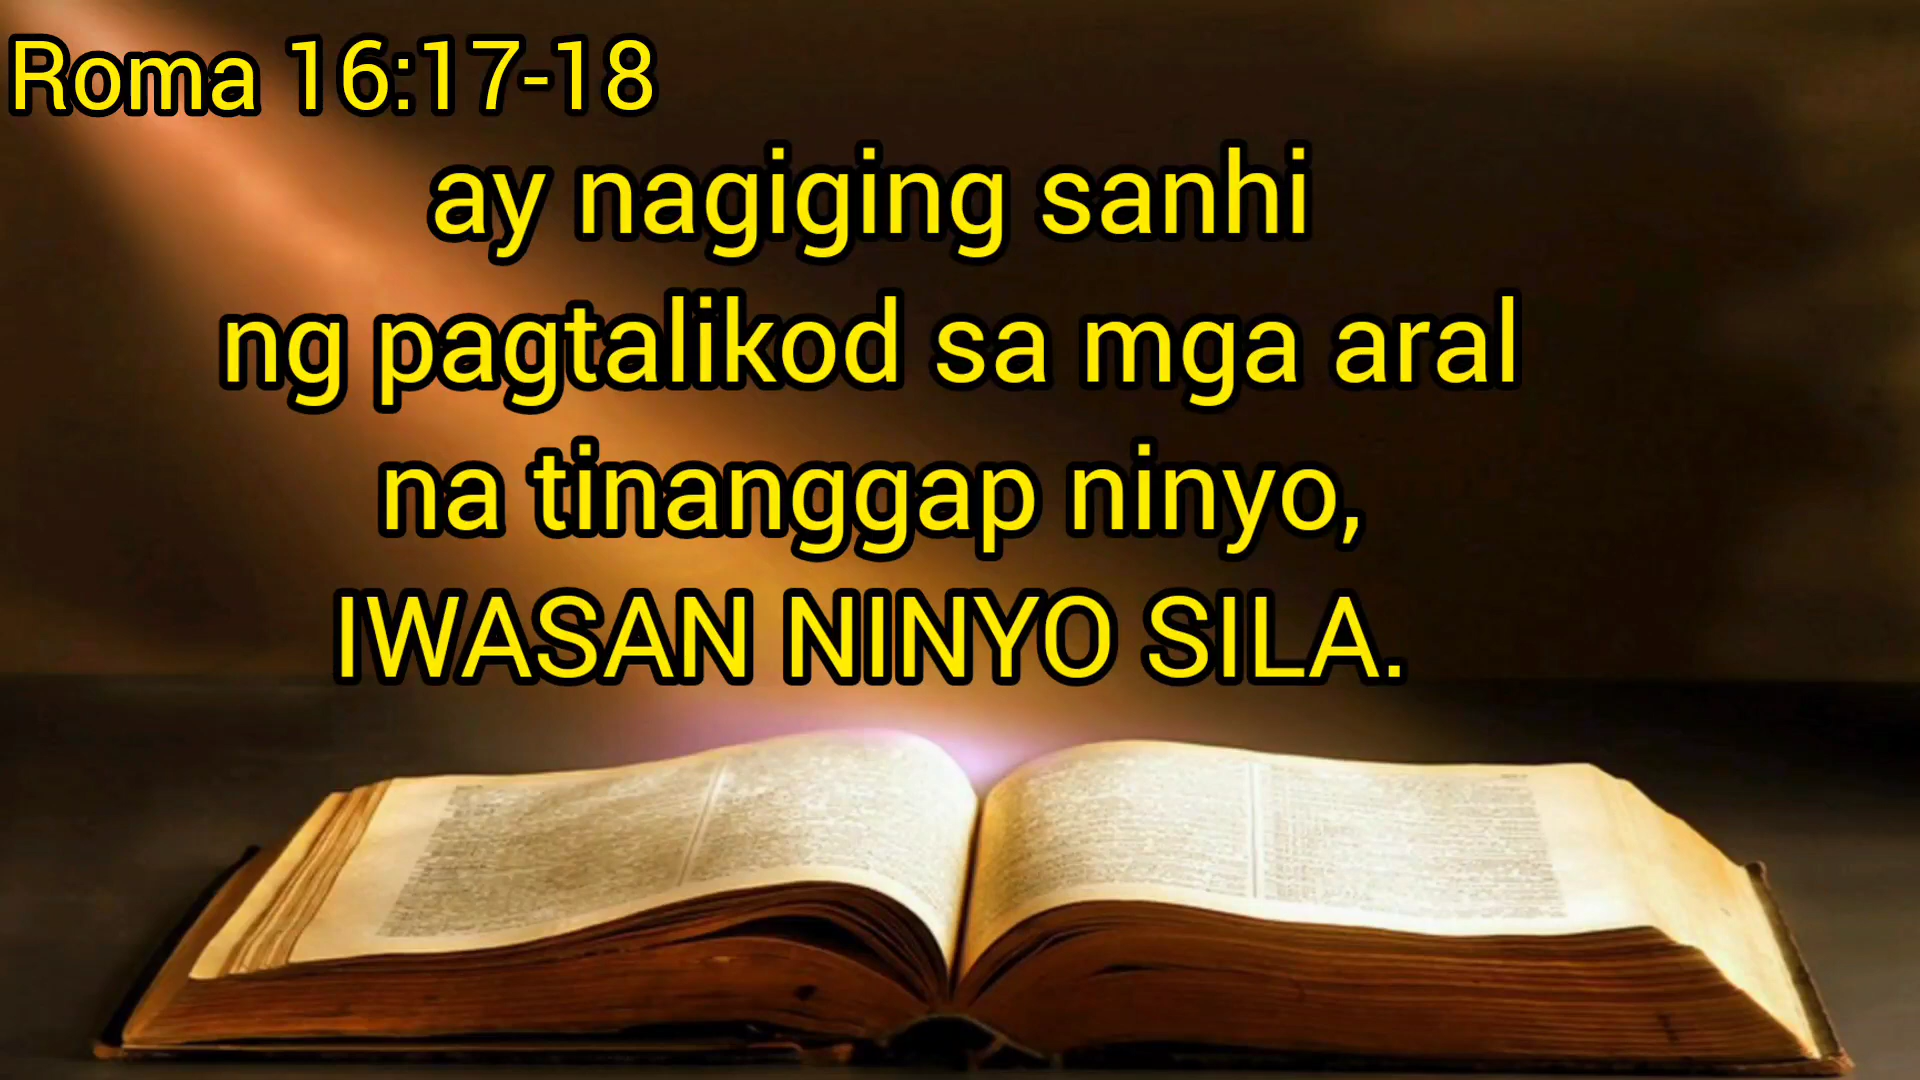 Roma 16:17-18
ay nagiging sanhi
ng pagtalikod sa mga aral
na tinanggap ninyo,
IWASAN NINYO SILA.